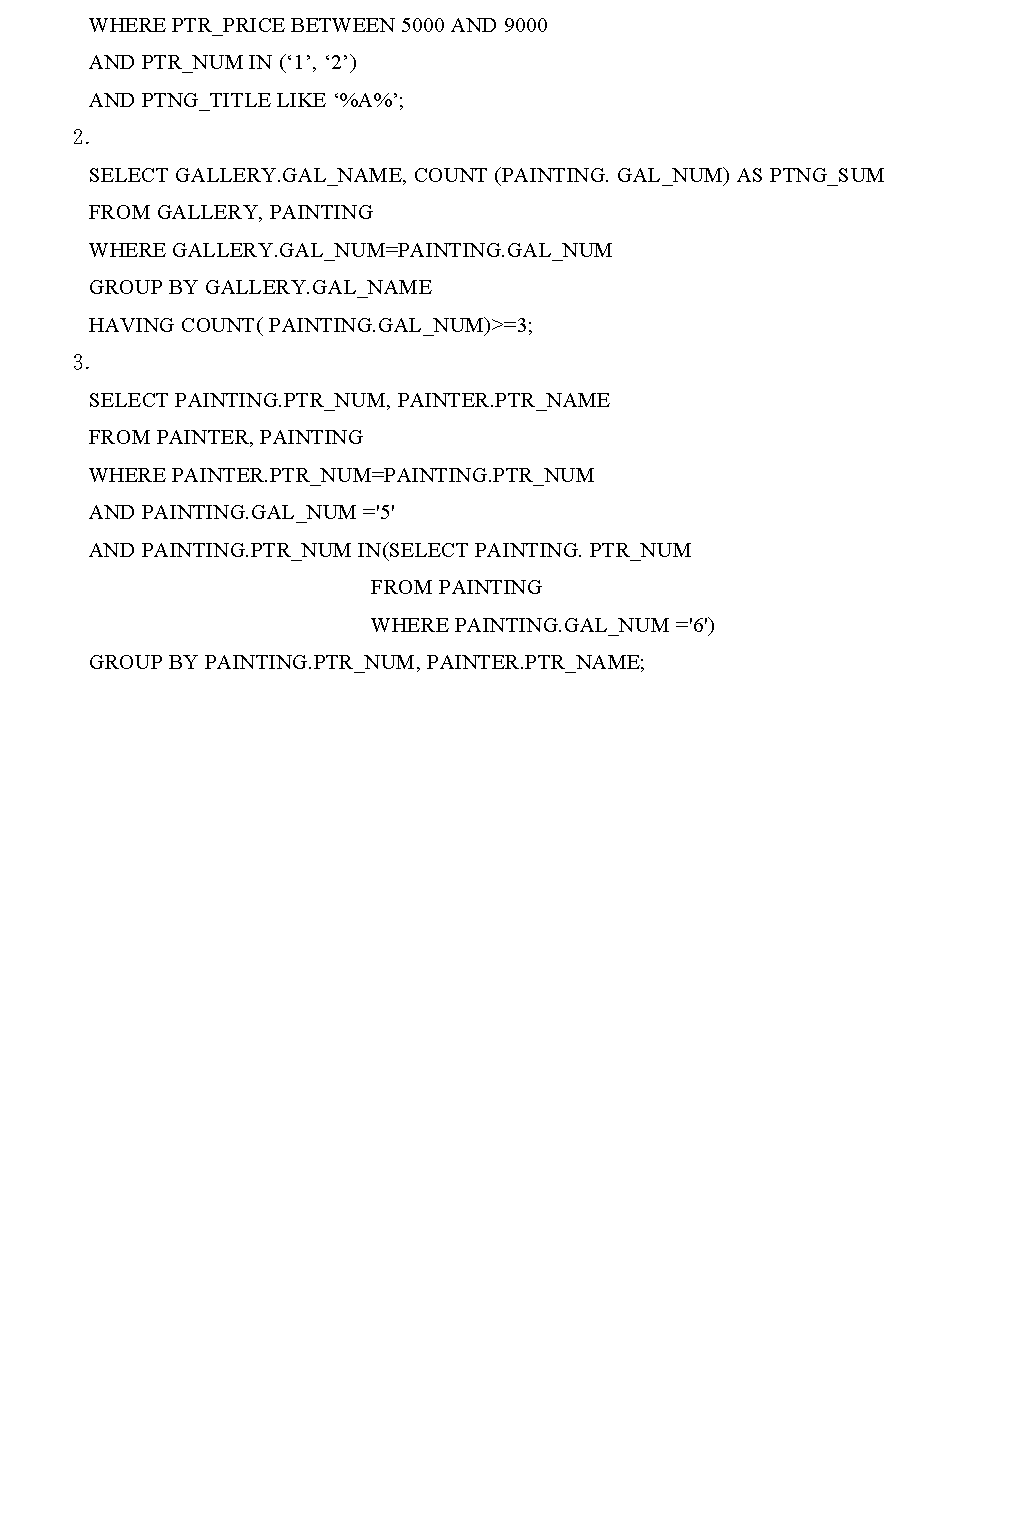 WHERE PTR_PRICE BETWEEN 5000 AND 9000
AND PTR_NUM IN (‘1’, ‘2’)
AND PTNG_TITLE LIKE ‘%A%’;
2.
SELECT GALLERY.GAL_NAME, COUNT (PAINTING. GAL_NUM) AS PTNG_SUM
FROM GALLERY, PAINTING
WHERE GALLERY.GAL_NUM=PAINTING.GAL_NUM
GROUP BY GALLERY.GAL_NAME
HAVING COUNT( PAINTING.GAL_NUM)>=3;
3.
SELECT PAINTING.PTR_NUM, PAINTER.PTR_NAME
FROM PAINTER, PAINTING
WHERE PAINTER.PTR_NUM=PAINTING.PTR_NUM
AND PAINTING.GAL_NUM ='5'
AND PAINTING.PTR_NUM IN(SELECT PAINTING. PTR_NUM
FROM PAINTING
WHERE PAINTING.GAL_NUM ='6')
GROUP BY PAINTING.PTR_NUM, PAINTER.PTR_NAME;